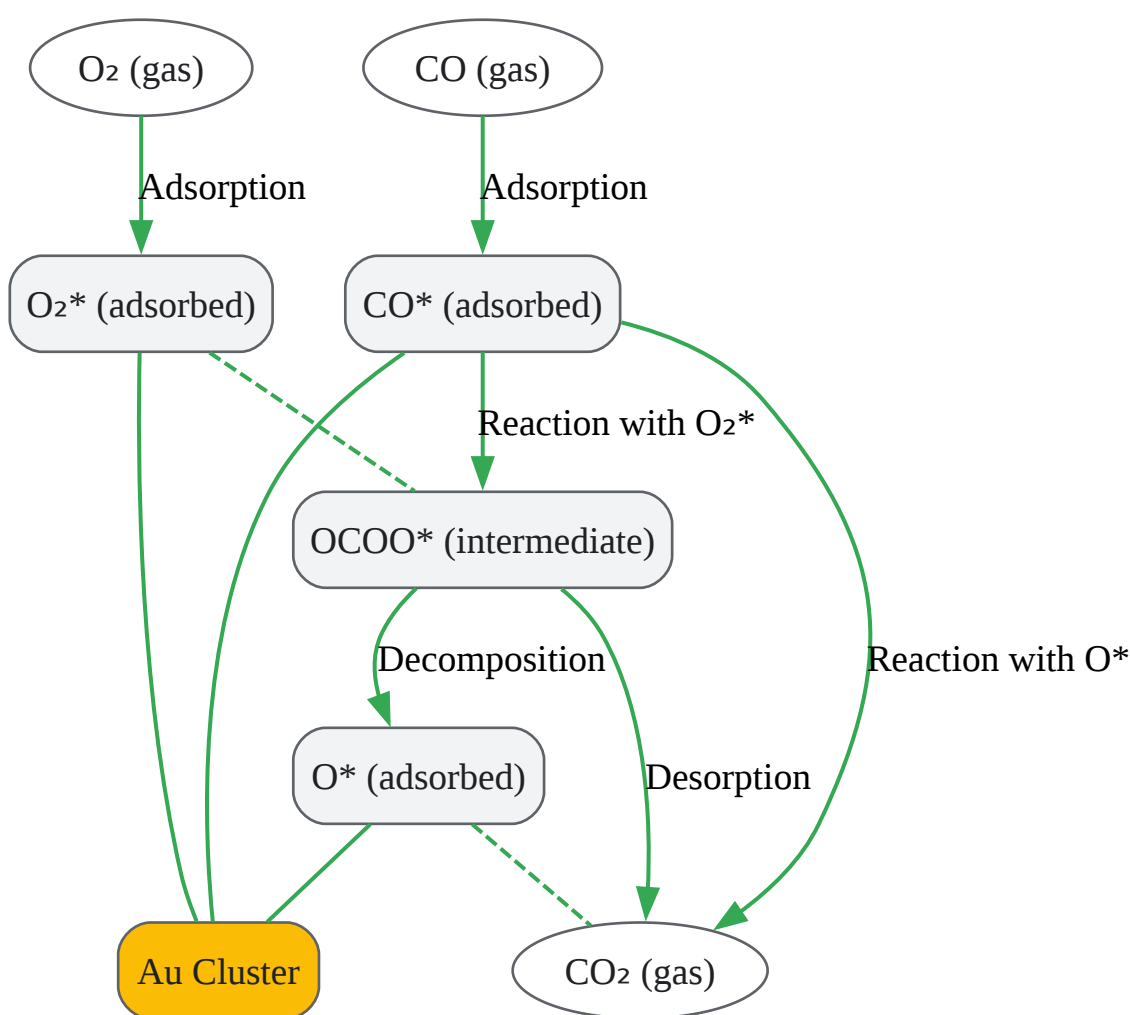 O₂ (gas)
CO (gas)
Adsorption
Adsorption
O₂* (adsorbed)
CO* (adsorbed)
Reaction with O₂*
OCOO* (intermediate)
Decomposition
Reaction with O*
O* (adsorbed)
Desorption
Au Cluster
CO₂ (gas)